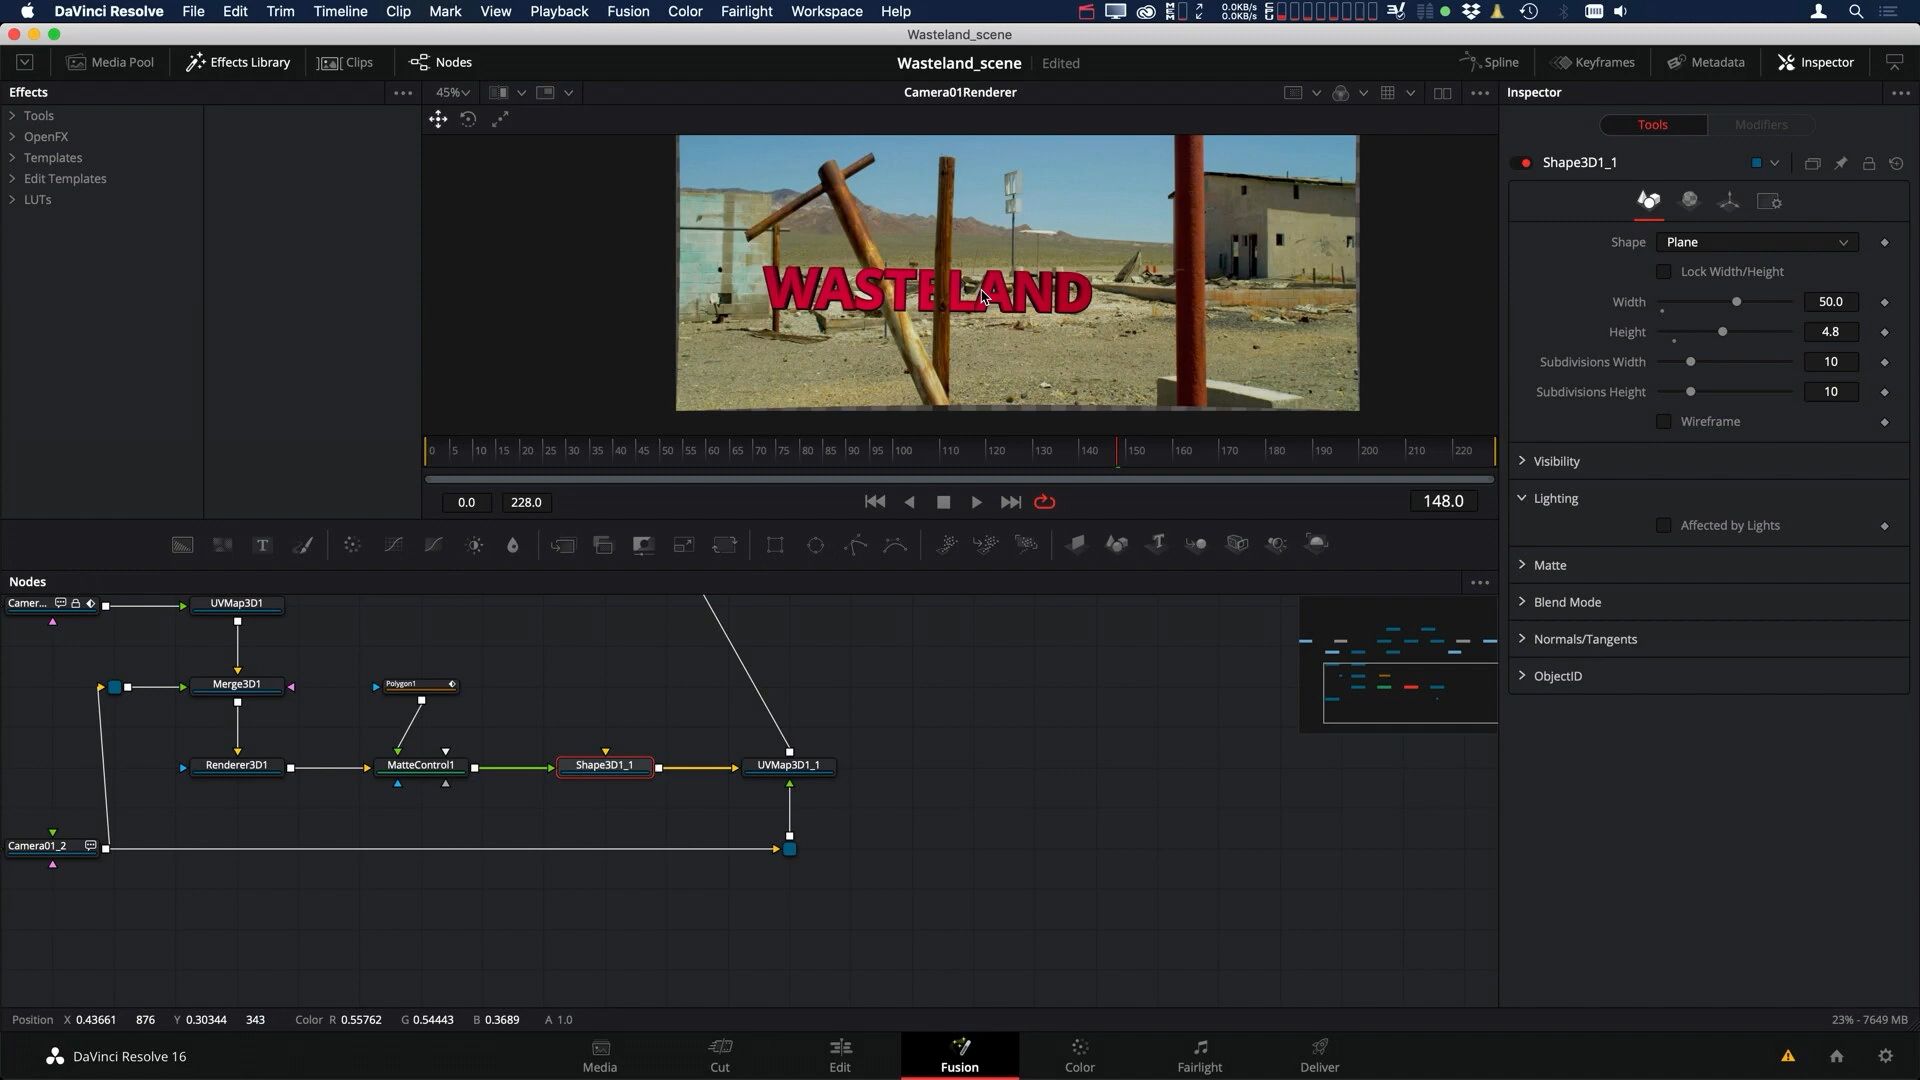 DaVinci Resolve File Edit Trim Timeline Clip Mark View Playback Fusion Color Fairlight Workspace Help
0.0KB/s
0.0KB/s
Wasteland_scene
Media Pool Effects Library Clips Nodes Wasteland_scene Edited Spline Keyframes Metadata Inspector
Effects 45% Camera01Renderer Inspector
Tools
OpenFX
Templates
Edit Templates
LUTs
Tools Modifiers
Shape3D1_1
Shape Plane
Lock Width/Height
Width 50.0
Height 4.8
Subdivisions Width 10
Subdivisions Height 10
Wireframe
Visibility
Lighting
Affected by Lights
Matte
Blend Mode
Normals/Tangents
ObjectID
WASTELAND
0 5 10 15 20 25 30 35 40 45 50 55 60 65 70 75 80 85 90 95 100 110 120 130 140 150 160 170 180 190 200 210 220
0.0 228.0 148.0
Nodes
Camer... UVMap3D1
Merge3D1 Polygon1
Renderer3D1 MatteControl1 Shape3D1_1 UVMap3D1_1
Camera01_2
Position X 0.43661 876 Y 0.30344 343 Color R 0.55762 G 0.54443 B 0.3689 A 1.0 23% - 7649 MB
DaVinci Resolve 16 Media Cut Edit Fusion Color Fairlight Deliver